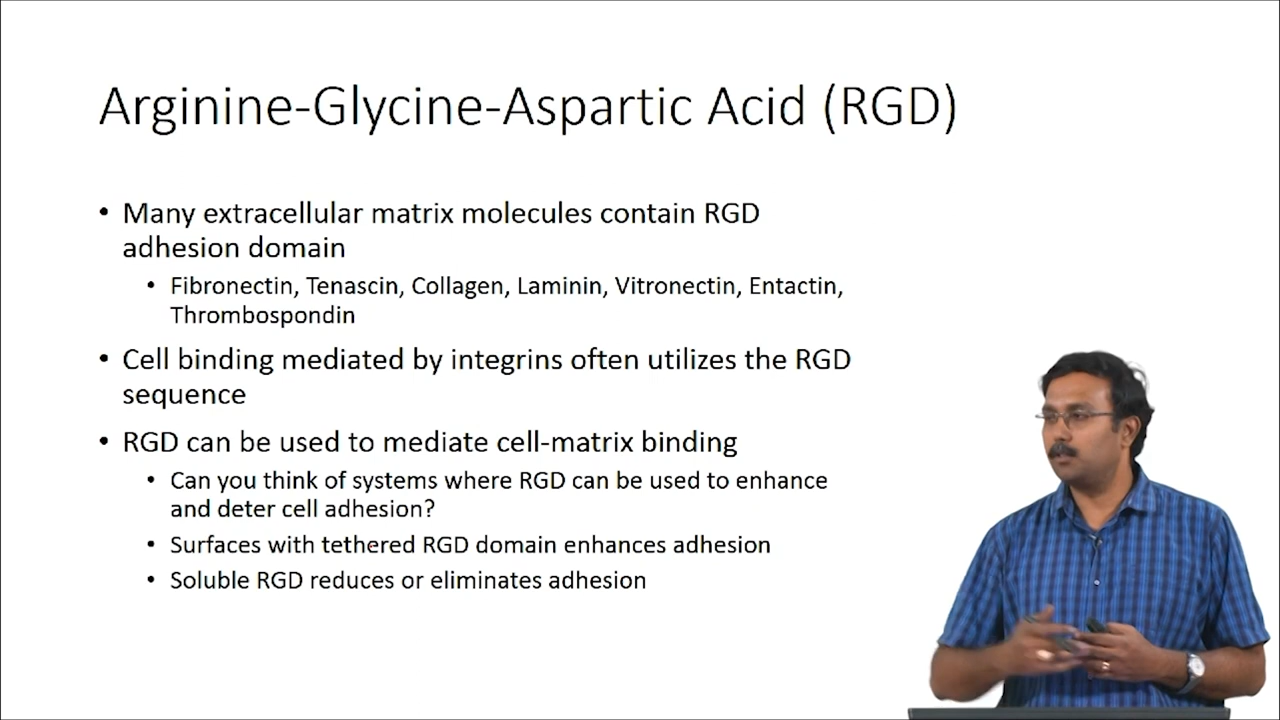 Arginine-Glycine-Aspartic Acid (RGD)
• Many extracellular matrix molecules contain RGD
adhesion domain
• Fibronectin, Tenascin, Collagen, Laminin, Vitronectin, Entactin,
Thrombospondin
• Cell binding mediated by integrins often utilizes the RGD
sequence
• RGD can be used to mediate cell-matrix binding
• Can you think of systems where RGD can be used to enhance
and deter cell adhesion?
• Surfaces with tethered RGD domain enhances adhesion
• Soluble RGD reduces or eliminates adhesion